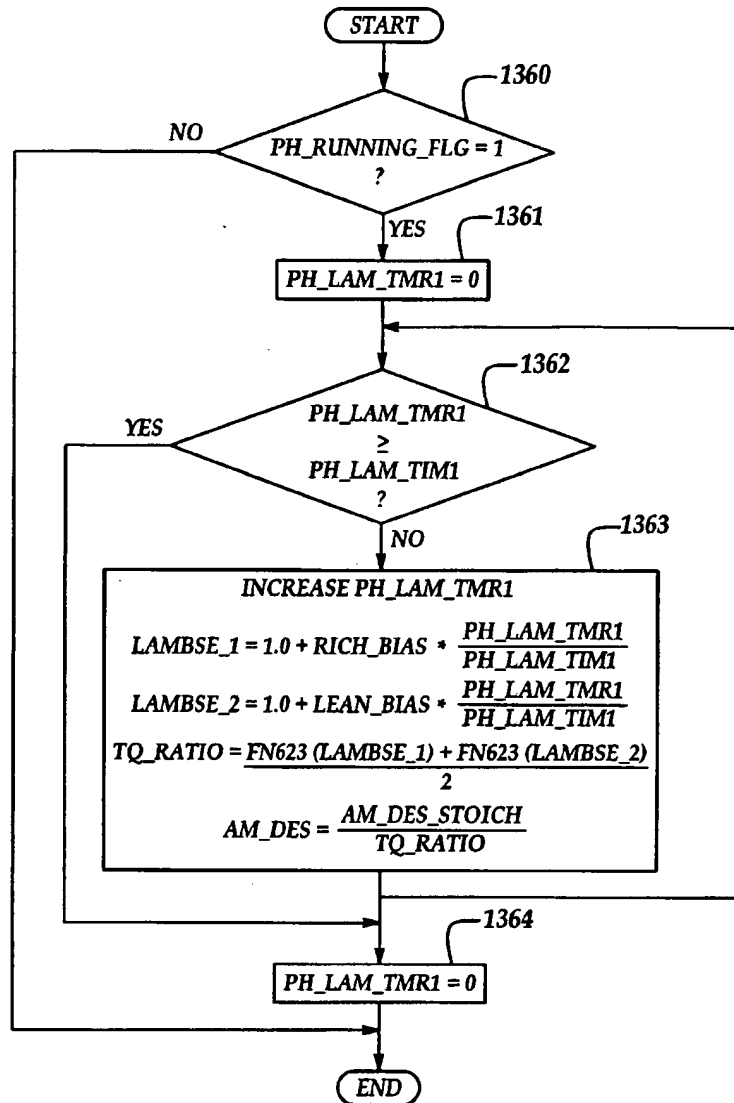 START
1360
NO
PH_RUNNING_FLG = 1
?
YES
1361
PH_LAM_TMR1 = 0
1362
YES
PH_LAM_TMR1
≥
PH_LAM_TIM1
?
NO
1363
INCREASE PH_LAM_TMR1
LAMBSE_1 = 1.0 + RICH_BIAS * PH_LAM_TMR1
PH_LAM_TIM1
LAMBSE_2 = 1.0 + LEAN_BIAS * PH_LAM_TMR1
PH_LAM_TIM1
TQ_RATIO = FN623 (LAMBSE_1) + FN623 (LAMBSE_2)
2
AM_DES = AM_DES_STOICH
TQ_RATIO
1364
PH_LAM_TMR1 = 0
END